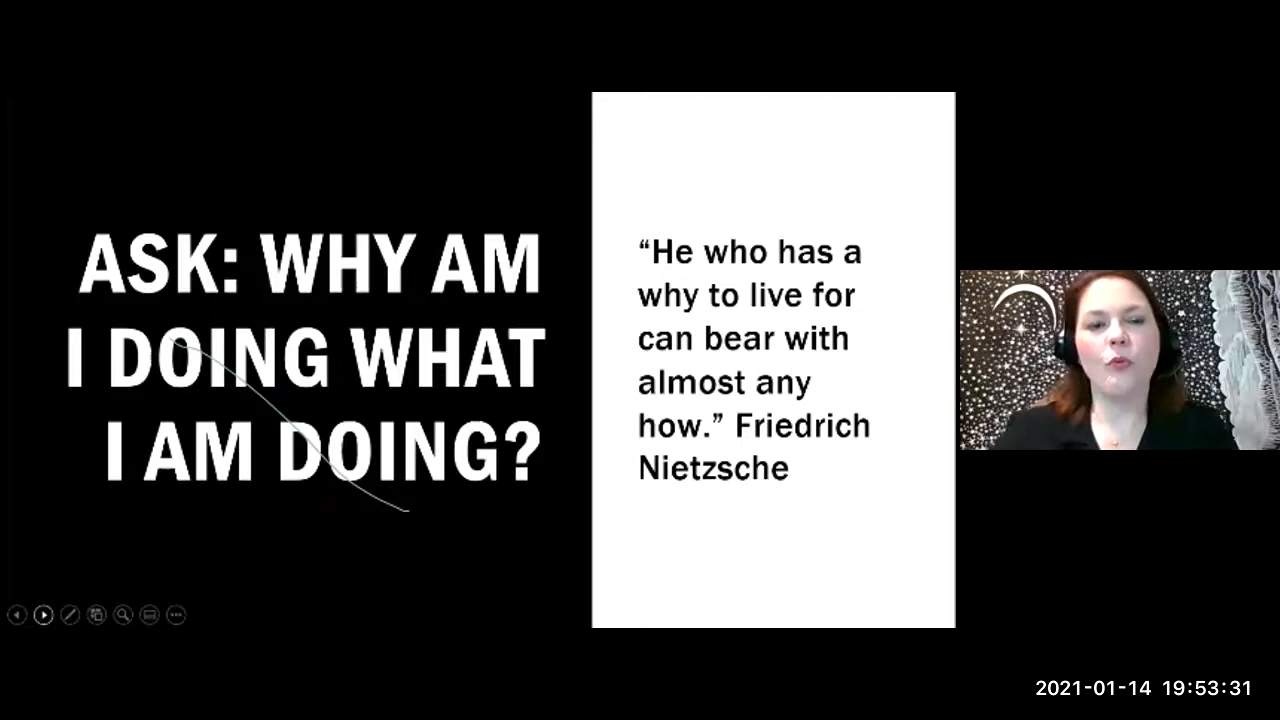 ASK: WHY AM
I DOING WHAT
I AM DOING?
“He who has a
why to live for
can bear with
almost any
how.” Friedrich
Nietzsche
2021-01-14 19:53:31